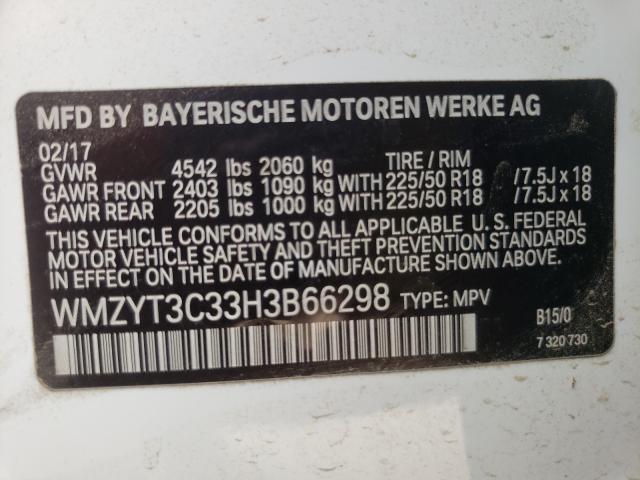 MFD BY BAYERISCHE MOTOREN WERKE AG
02/17 TIRE / RIM
GVWR 4542 lbs 2060 kg
GAWR FRONT 2403 lbs 1090 kg WITH 225/50 R18 /7.5J x 18
GAWR REAR 2205 lbs 1000 kg WITH 225/50 R18 /7.5J x 18
THIS VEHICLE CONFORMS TO ALL APPLICABLE U. S. FEDERAL
MOTOR VEHICLE SAFETY AND THEFT PREVENTION STANDARDS
IN EFFECT ON THE DATE OF MANUFACTURE SHOWN ABOVE.
WMZYT3C33H3B66298 TYPE: MPV
B15/0
7 320 730